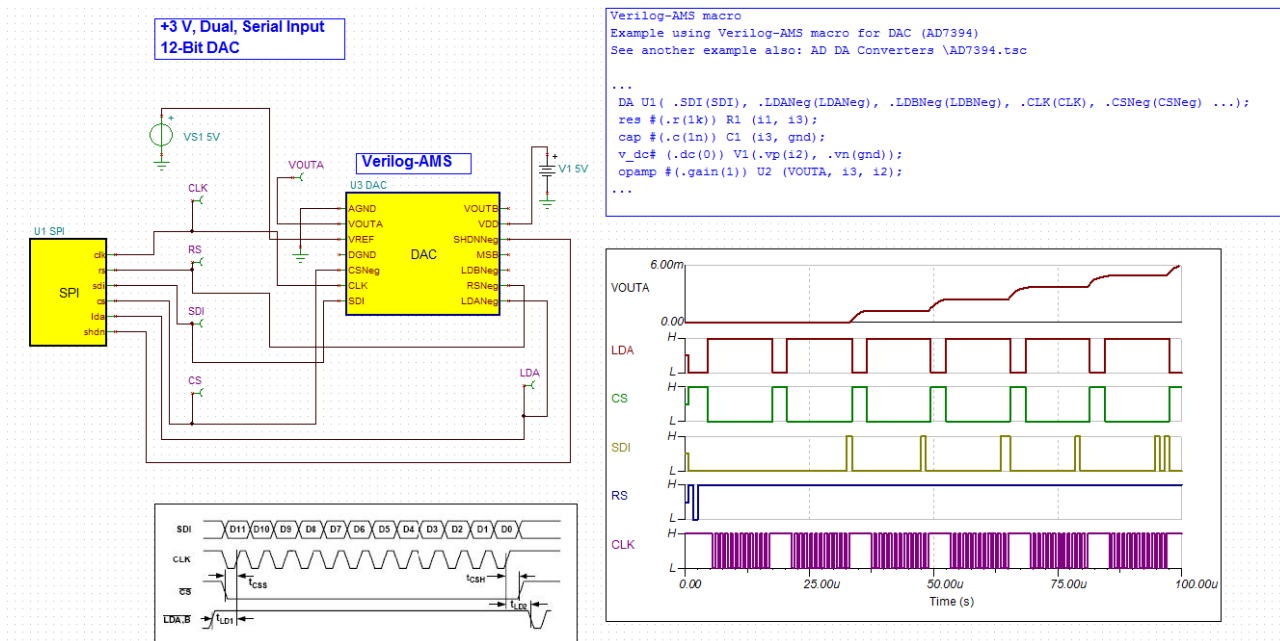 +3 V, Dual, Serial Input
12-Bit DAC
Verilog-AMS macro
Example using Verilog-AMS macro for DAC (AD7394)
See another example also: AD DA Converters \AD7394.tsc
...
DA U1( .SDI(SDI), .LDANeg(LDANeg), .LDBNeg(LDBNeg), .CLK(CLK), .CSNeg(CSNeg) ...);
res #(.r(1k)) R1 (i1, i3);
cap #(.c(1n)) C1 (i3, gnd);
v_dc# (.dc(0)) V1(.vp(i2), .vn(gnd));
opamp #(.gain(1)) U2 (VOUTA, i3, i2);
...
+
VS1 5V
VOUTA
Verilog-AMS
+
V1 5V
CLK
RS
SDI
CS
LDA
U1 SPI
SPI
clk
rs
sdi
cs
lda
shdn
U3 DAC
DAC
AGND
VOUTA
VREF
DGND
CSNeg
CLK
SDI
VOUTB
VDD
SHDNNeg
MSB
LDBNeg
RSNeg
LDANeg
SDI
D11 D10 D9 D8 D7 D6 D5 D4 D3 D2 D1 D0
CLK
tCSS
tCSH
CS
tLD2
LDA,B
tLD1
6.00m
VOUTA
0.00
H
LDA
L
H
CS
L
H
SDI
L
H
RS
L
H
CLK
L
0.00 25.00u 50.00u 75.00u 100.00u
Time (s)